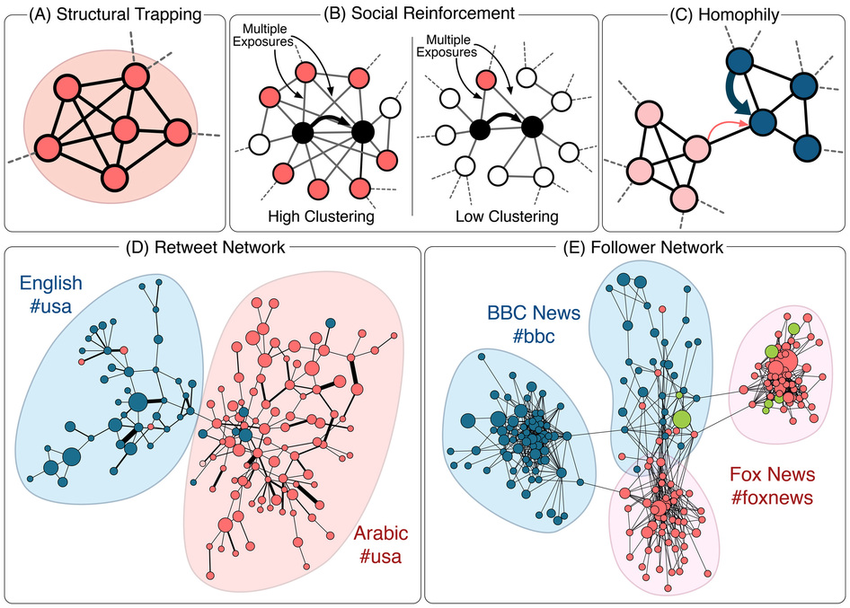 (A) Structural Trapping
(B) Social Reinforcement
Multiple
Exposures
High Clustering
Multiple
Exposures
Low Clustering
(C) Homophily
(D) Retweet Network
English
#usa
Arabic
#usa
(E) Follower Network
BBC News
#bbc
Fox News
#foxnews